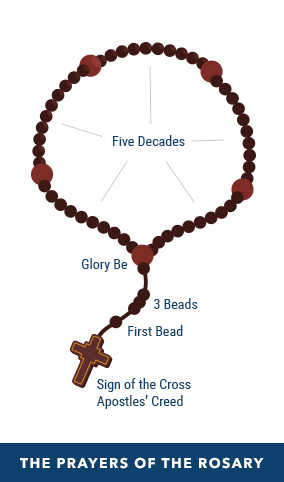 Five Decades
Glory Be
3 Beads
First Bead
Sign of the Cross
Apostles’ Creed
THE PRAYERS OF THE ROSARY